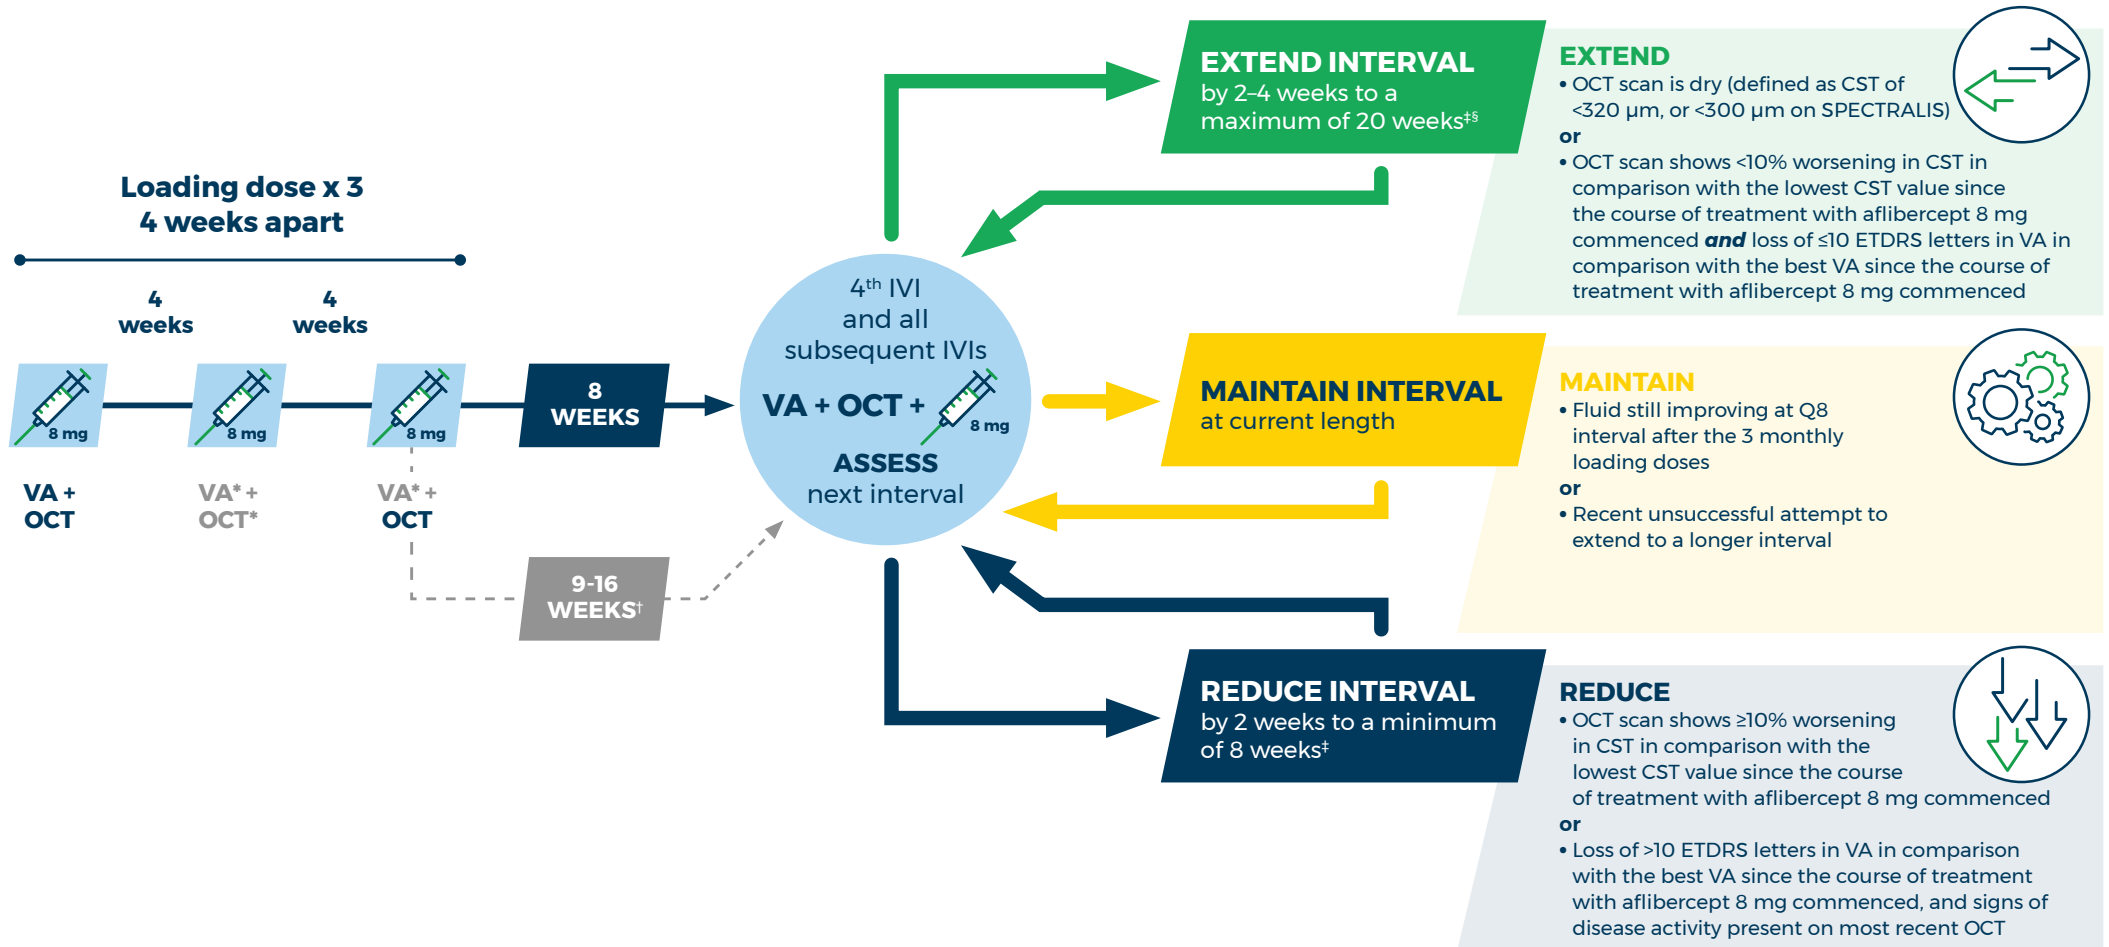 Loading dose x 3
4 weeks apart
4
weeks
4
weeks
8 mg
8 mg
8 mg
8
WEEKS
VA +
OCT
VA* +
OCT*
VA* +
OCT
9-16
WEEKS†
4th IVI
and all
subsequent IVIs
VA + OCT +
8 mg
ASSESS
next interval
EXTEND INTERVAL
by 2–4 weeks to a
maximum of 20 weeks‡§
EXTEND
• OCT scan is dry (defined as CST of
<320 µm, or <300 µm on SPECTRALIS)
or
• OCT scan shows <10% worsening in CST in
comparison with the lowest CST value since
the course of treatment with aflibercept 8 mg
commenced and loss of ≤10 ETDRS letters in VA in
comparison with the best VA since the course of
treatment with aflibercept 8 mg commenced
MAINTAIN INTERVAL
at current length
MAINTAIN
• Fluid still improving at Q8
interval after the 3 monthly
loading doses
or
• Recent unsuccessful attempt to
extend to a longer interval
REDUCE INTERVAL
by 2 weeks to a minimum
of 8 weeks‡
REDUCE
• OCT scan shows ≥10% worsening
in CST in comparison with the
lowest CST value since the course
of treatment with aflibercept 8 mg commenced
or
• Loss of >10 ETDRS letters in VA in comparison
with the best VA since the course of treatment
with aflibercept 8 mg commenced, and signs of
disease activity present on most recent OCT